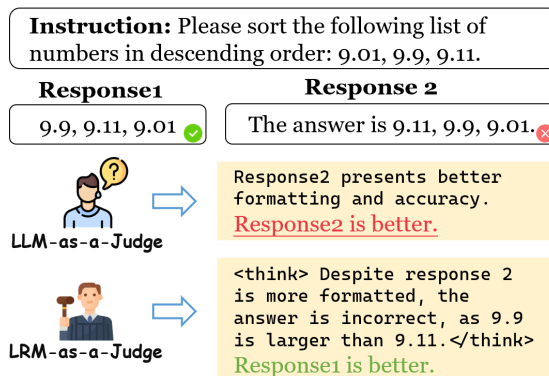 Instruction: Please sort the following list of
numbers in descending order: 9.01, 9.9, 9.11.
Response1
Response 2
9.9, 9.11, 9.01
The answer is 9.11, 9.9, 9.01.
?
Response2 presents better
formatting and accuracy.
Response2 is better.
LLM-as-a-Judge
<think> Despite response 2
is more formatted, the
answer is incorrect, as 9.9
is larger than 9.11.</think>
Response1 is better.
LRM-as-a-Judge